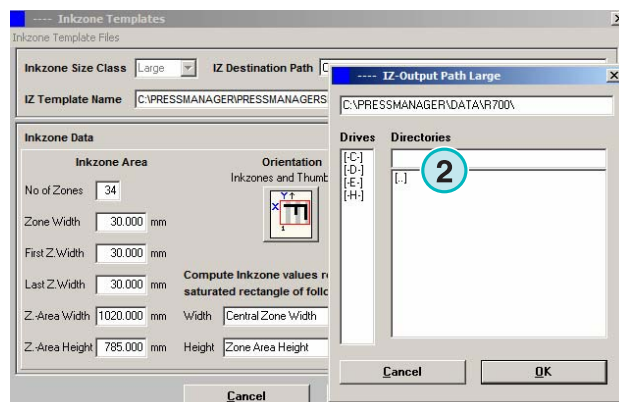 ---- Inkzone Templates
Inkzone Template Files
Inkzone Size Class Large IZ Destination Path
IZ Template Name C:\PRESSMANAGER\PRESSMANAGERS
Inkzone Data
Inkzone Area
No of Zones 34
Zone Width 30.000 mm
First Z.Width 30.000 mm
Last Z.Width 30.000 mm
Z.-Area Width 1020.000 mm
Z.-Area Height 785.000 mm
Orientation
Inkzones and Thumb
Y
X
1
Compute Inkzone values
saturated rectangle of
Width Central Zone Width
Height Zone Area Height
Cancel
---- IZ-Output Path Large
C:\PRESSMANAGER\DATA\R700\
Drives Directories
[-C-]
[-D-]
[-E-]
[-H-]
[..]
2
Cancel OK